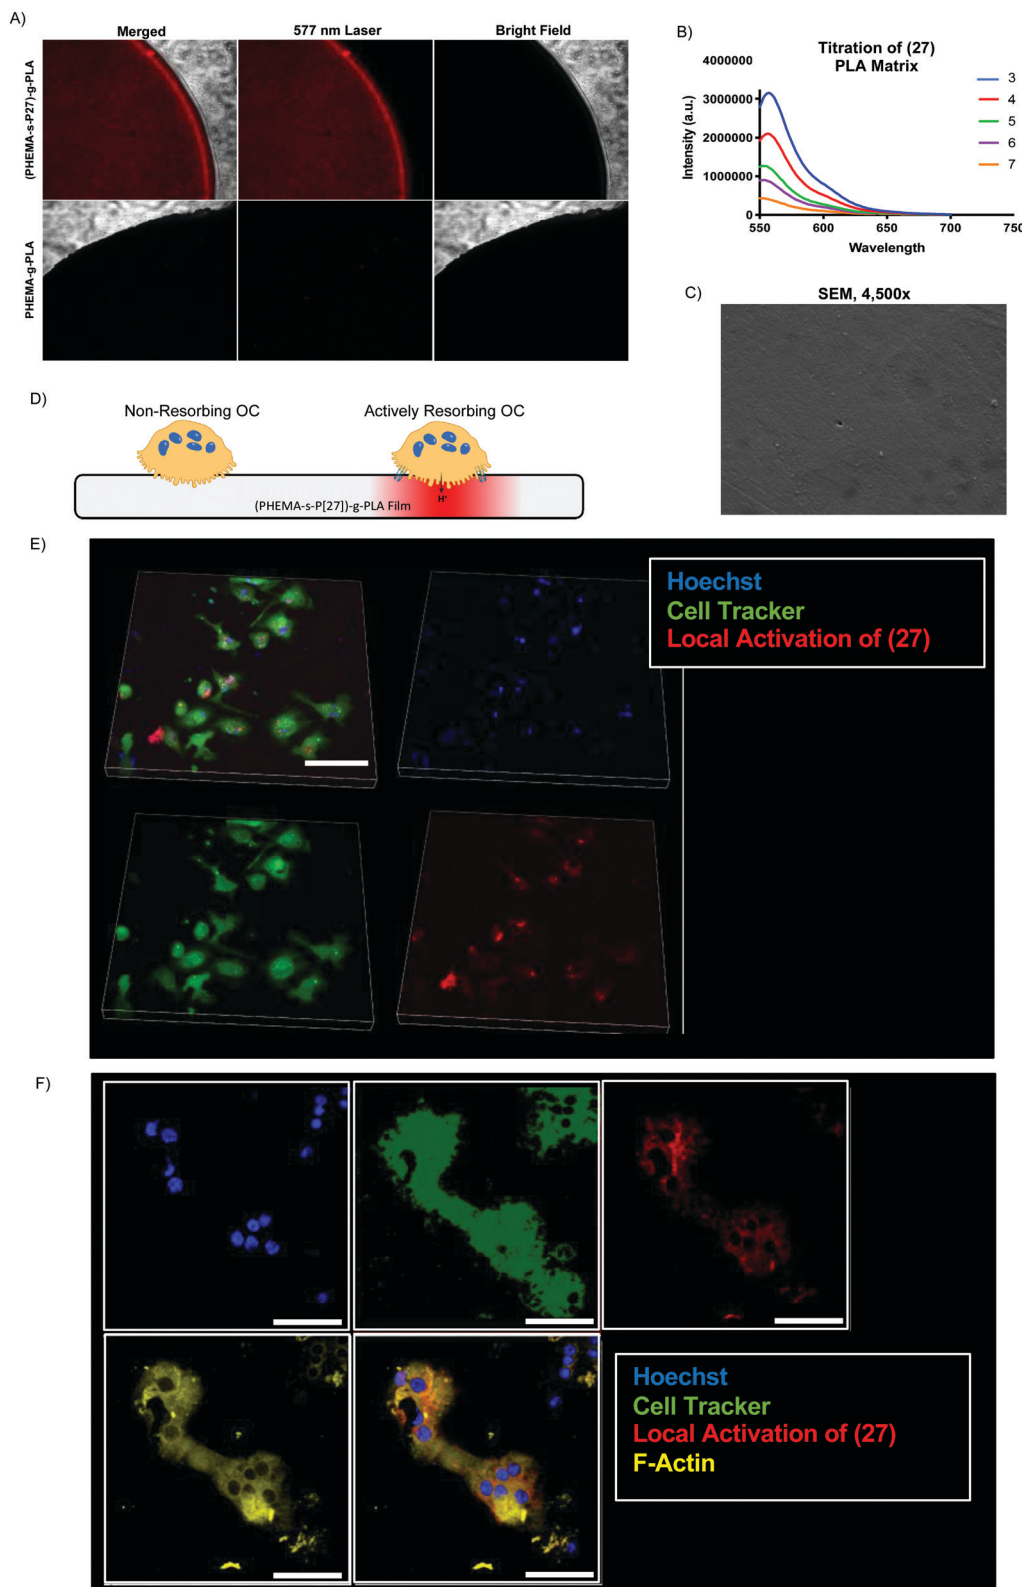 A)
Merged
577 nm Laser
Bright Field
(PHEMA-s-P27)-g-PLA
PHEMA-g-PLA
B)
Titration of (27)
PLA Matrix
4000000
3000000
2000000
1000000
0
Intensity (a.u.)
550
600
650
700
750
Wavelength
3
4
5
6
7
C)
SEM, 4,500x
D)
Non-Resorbing OC
Actively Resorbing OC
H⁺
(PHEMA-s-P[27])-g-PLA Film
E)
Hoechst
Cell Tracker
Local Activation of (27)
F)
Hoechst
Cell Tracker
Local Activation of (27)
F-Actin